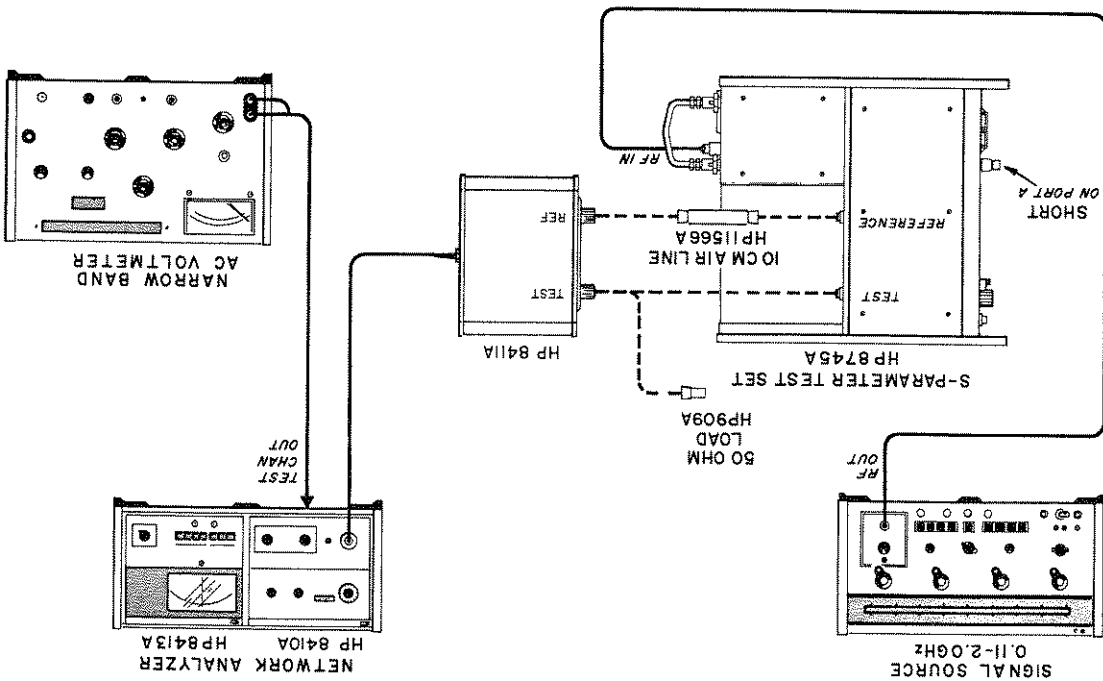 SIGNAL SOURCE
0.11-2.0GHz
RF
OUT
NETWORK ANALYZER
HP 8410A
HP8413A
TEST
CHAN
OUT
50 OHM
LOAD
HP909A
S-PARAMETER TEST SET
HP8745A
TEST
REFERENCE
SHORT
ON PORT A
RF IN
10 CM AIR LINE
HP11566A
HP 8411A
TEST
REF
NARROW BAND
AC VOLTMETER